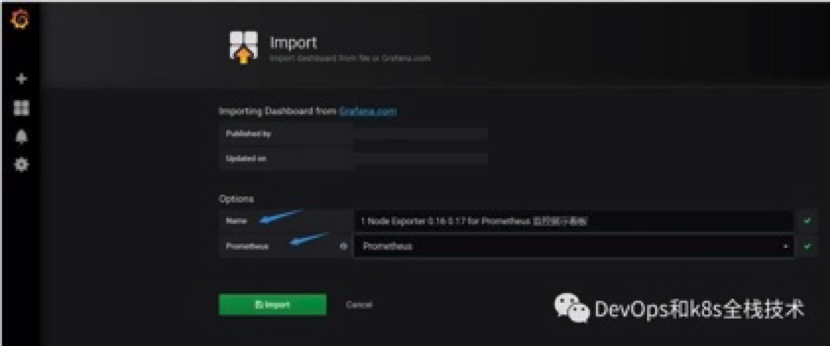 Import
Import dashboard from file or Grafana.com
Importing Dashboard from Grafana.com
Published by
Updated on
Options
Name
1 Node Exporter 0.16 0.17 for Prometheus 监控展示看板
Prometheus
Prometheus
Import
Cancel
DevOps和k8s全栈技术